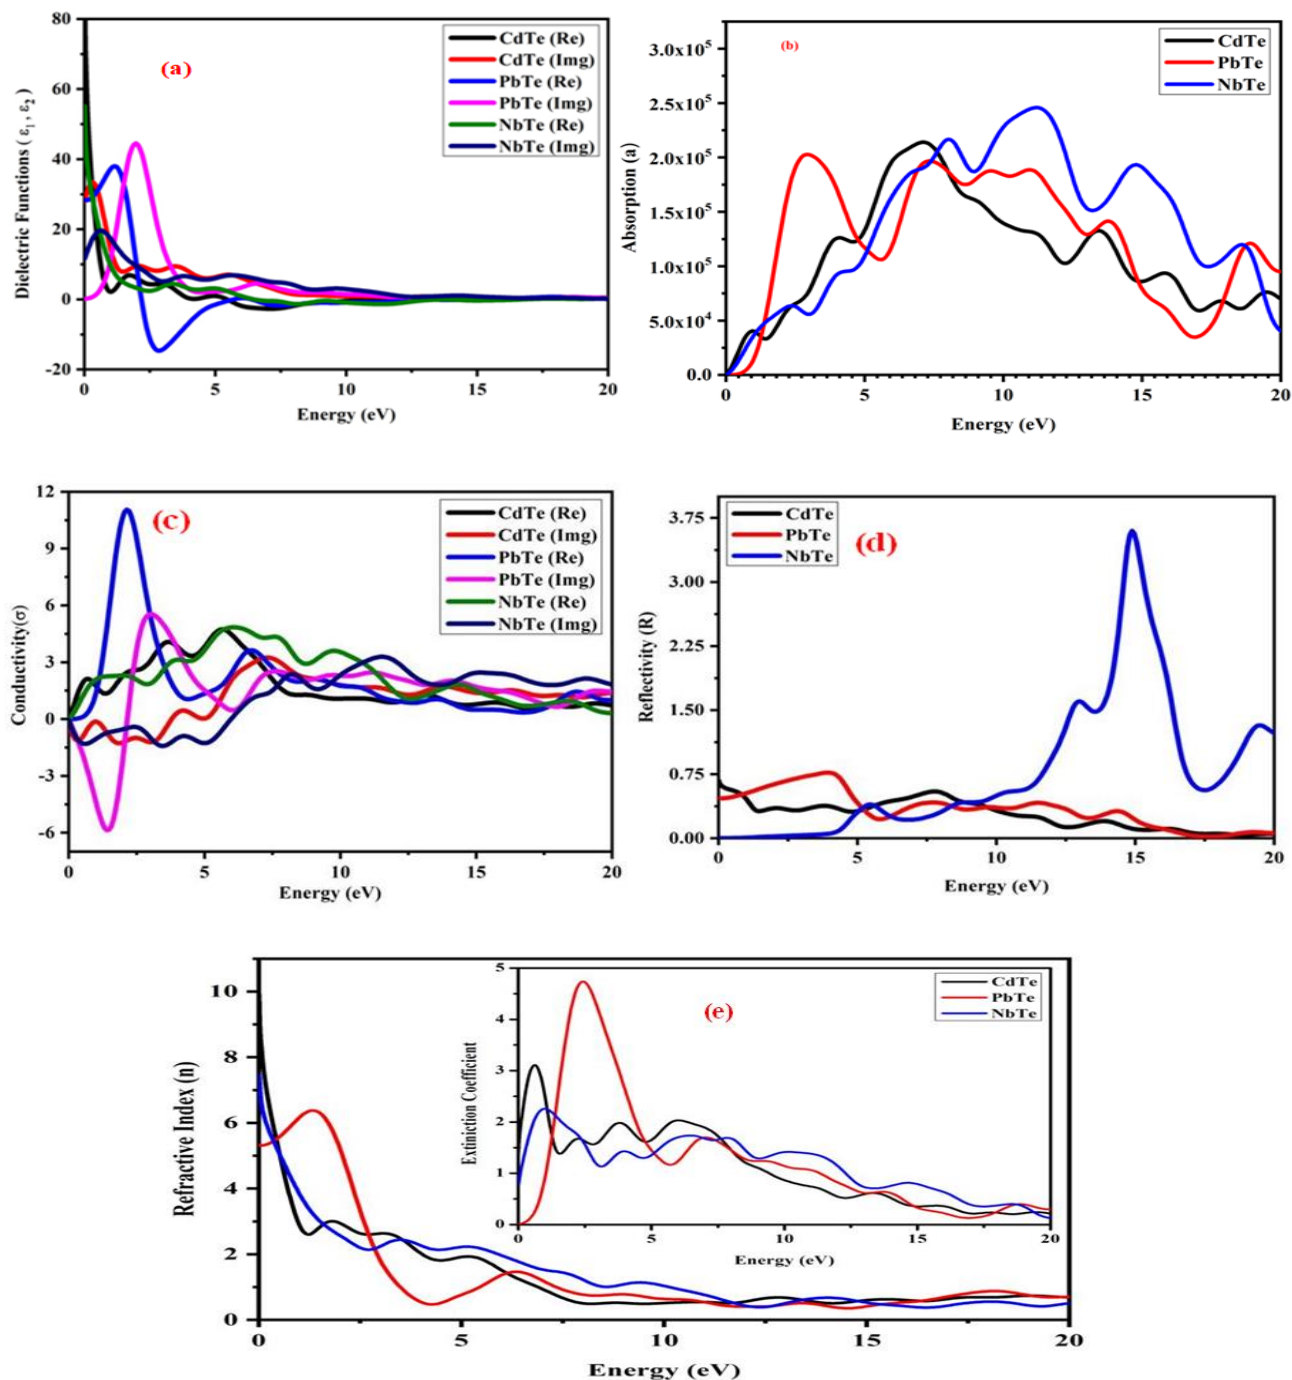 (a)
CdTe (Re)
CdTe (Img)
PbTe (Re)
PbTe (Img)
NbTe (Re)
NbTe (Img)
Dielectric Functions ( ε1 , ε2 )
80
60
40
20
0
-20
0 5 10 15 20
Energy (eV)
(b)
CdTe
PbTe
NbTe
Absorption (a)
3.0x10^5
2.5x10^5
2.0x10^5
1.5x10^5
1.0x10^5
5.0x10^4
0.0
0 5 10 15 20
Energy (eV)
(c)
CdTe (Re)
CdTe (Img)
PbTe (Re)
PbTe (Img)
NbTe (Re)
NbTe (Img)
Conductivity(σ)
12
9
6
3
0
-3
-6
0 5 10 15 20
Energy (eV)
(d)
CdTe
PbTe
NbTe
Reflectivity (R)
3.75
3.00
2.25
1.50
0.75
0.00
0 5 10 15 20
Energy (eV)
Refractive Index (n)
10
8
6
4
2
0
0 5 10 15 20
Energy (eV)
(e)
CdTe
PbTe
NbTe
Extiniction Coefficient
5
4
3
2
1
0
0 5 10 15 20
Energy (eV)